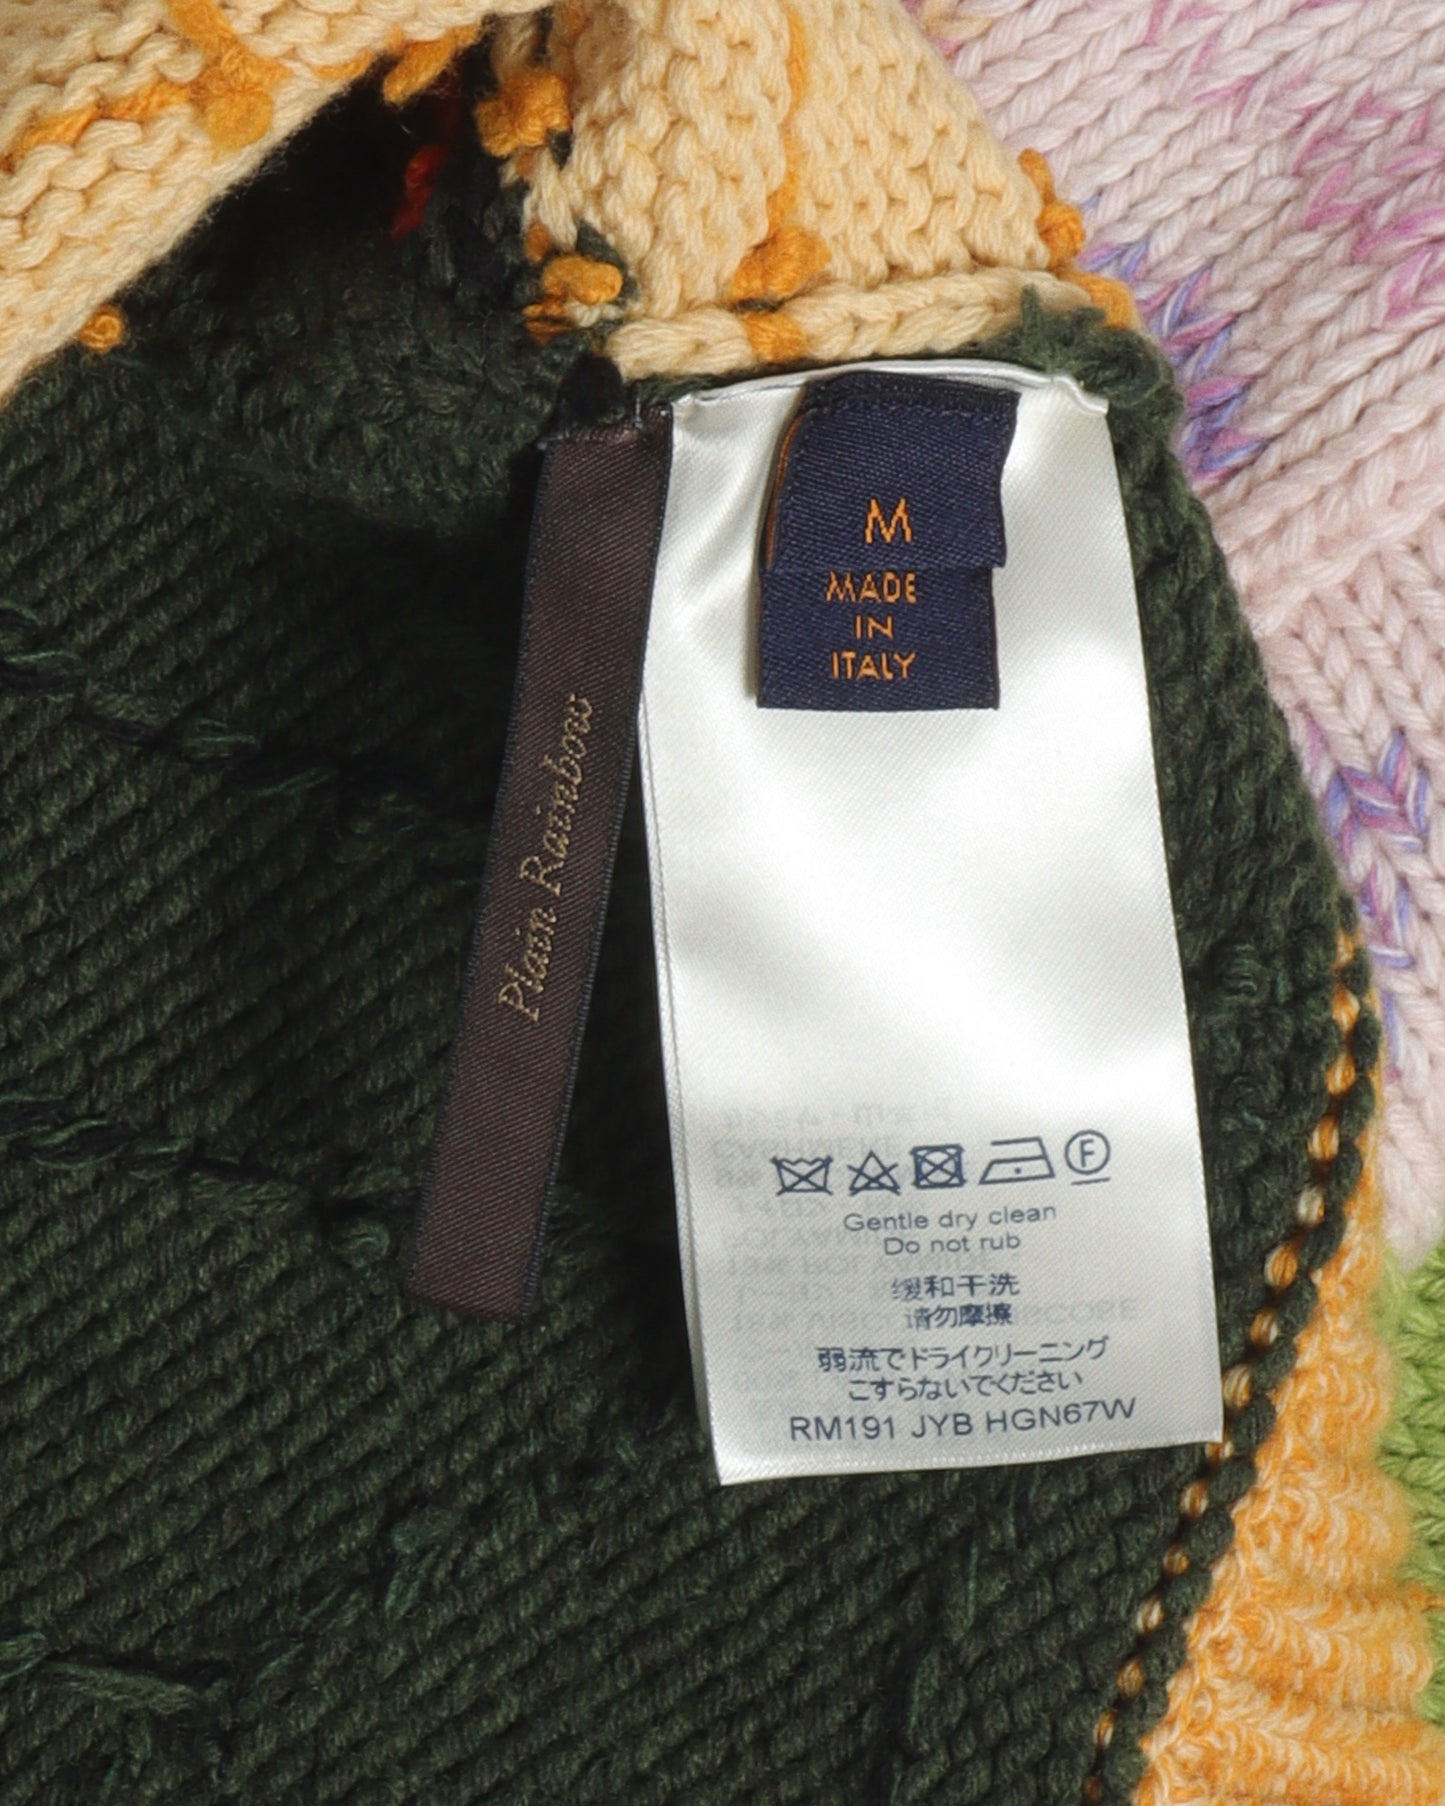 M
MADE
IN
ITALY
Plain Rainbow
F
Gentle dry clean
Do not rub
缓和干洗
请勿摩擦
弱流でドライクリーニング
こすらないでください
RM191 JYB HGN67W